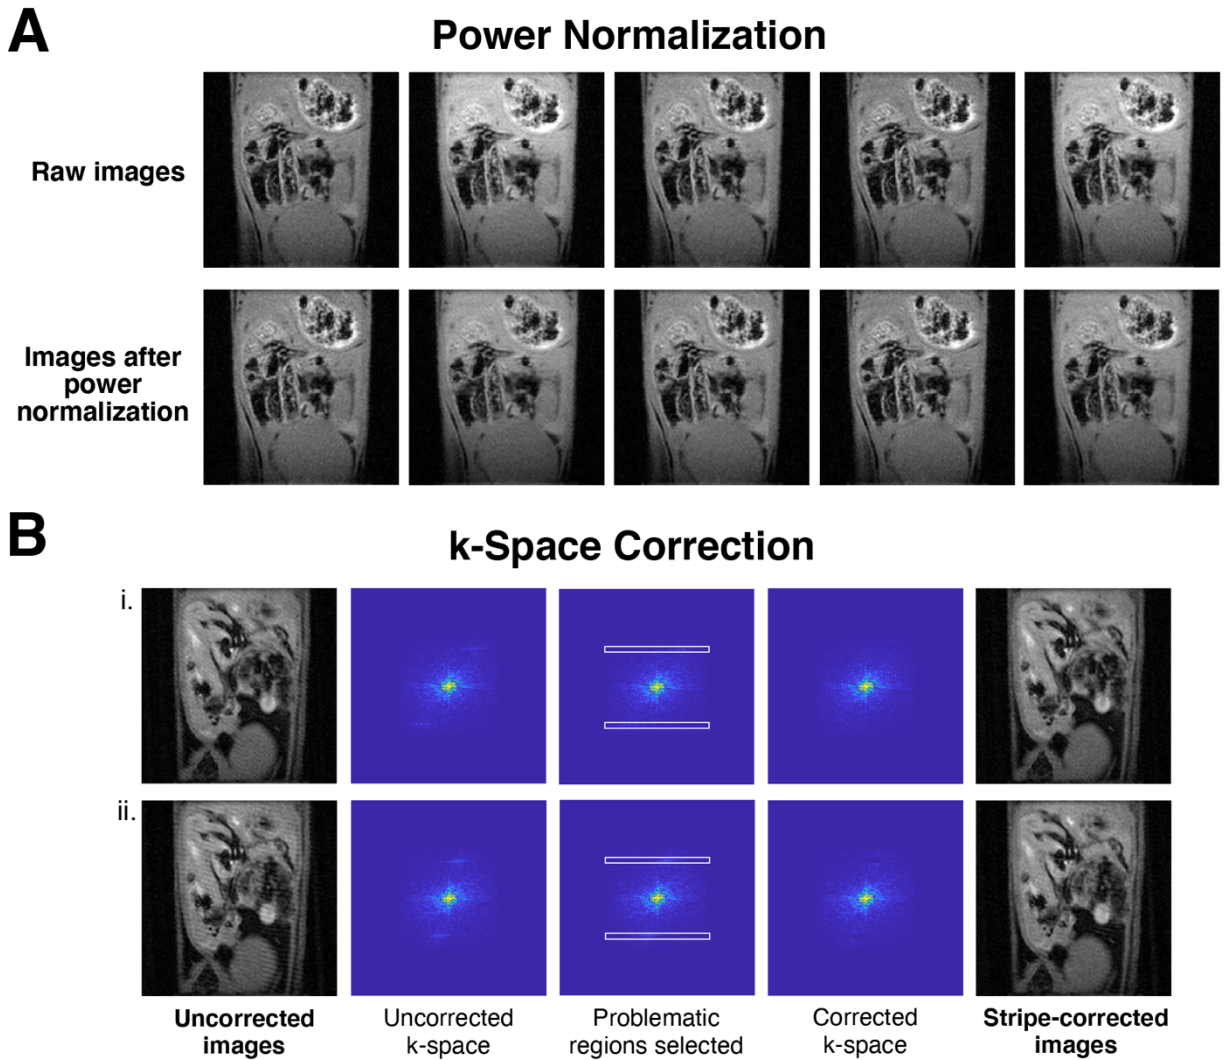 A
Power Normalization
Raw images
Images after
power
normalization
B
k-Space Correction
i.
ii.
Uncorrected
images
Uncorrected
k-space
Problematic
regions selected
Corrected
k-space
Stripe-corrected
images